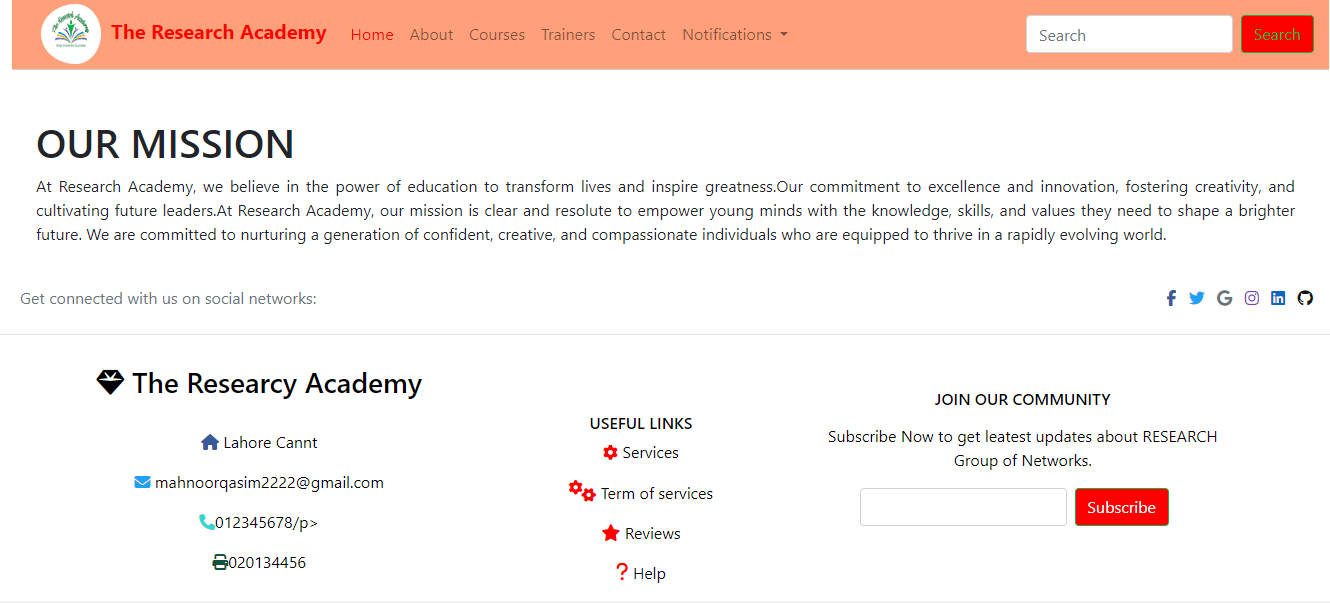 The Research Academy
Home About Courses Trainers Contact Notifications
Search
Search
OUR MISSION
At Research Academy, we believe in the power of education to transform lives and inspire greatness.Our commitment to excellence and innovation, fostering creativity, and
cultivating future leaders.At Research Academy, our mission is clear and resolute to empower young minds with the knowledge, skills, and values they need to shape a brighter
future. We are committed to nurturing a generation of confident, creative, and compassionate individuals who are equipped to thrive in a rapidly evolving world.
Get connected with us on social networks:
The Researcy Academy
Lahore Cannt
mahnoorqasim2222@gmail.com
012345678/p>
020134456
USEFUL LINKS
Services
Term of services
Reviews
Help
JOIN OUR COMMUNITY
Subscribe Now to get leatest updates about RESEARCH
Group of Networks.
Subscribe